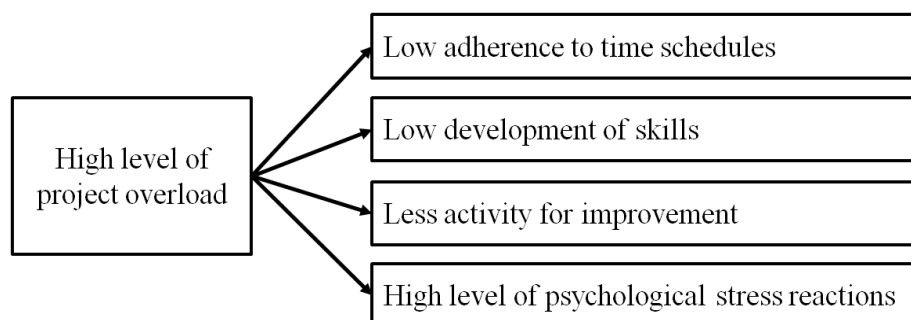 High level of
project overload
Low adherence to time schedules
Low development of skills
Less activity for improvement
High level of psychological stress reactions